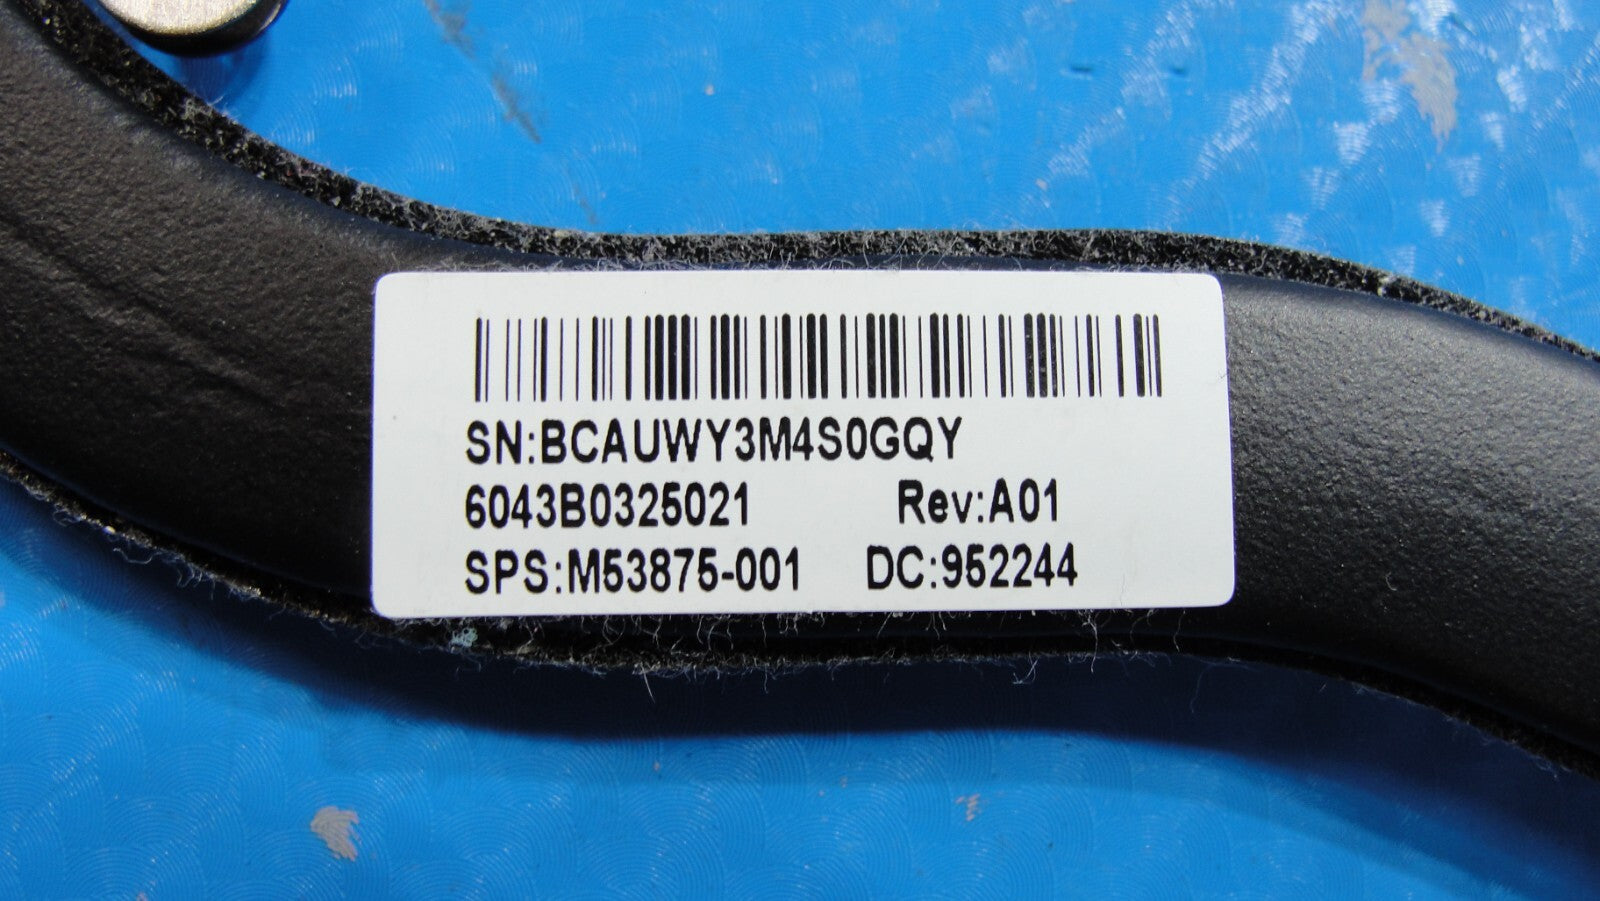 SN:BCAUWY3M4S0GQY
6043B0325021 Rev:A01
SPS:M53875-001 DC:952244